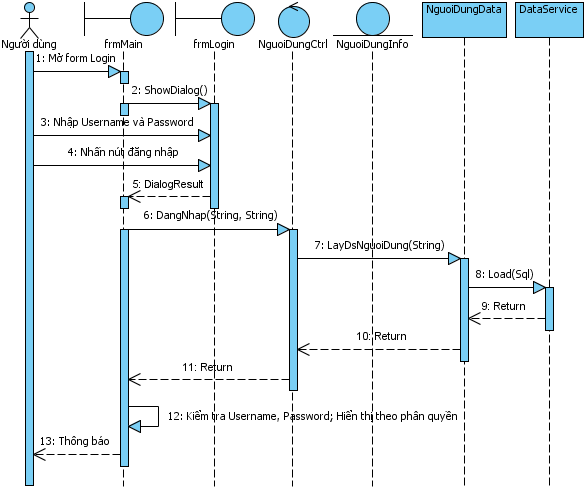 NguoiDungData
DataService
Người dùng
frmMain
frmLogin
NguoiDungCtrl
NguoiDungInfo
1: Mở form Login
2: ShowDialog()
3: Nhập Username và Password
4: Nhấn nút đăng nhập
5: DialogResult
6: DangNhap(String, String)
7: LayDsNguoiDung(String)
8: Load(Sql)
9: Return
10: Return
11: Return
12: Kiểm tra Username, Password; Hiển thị theo phân quyền
13: Thông báo